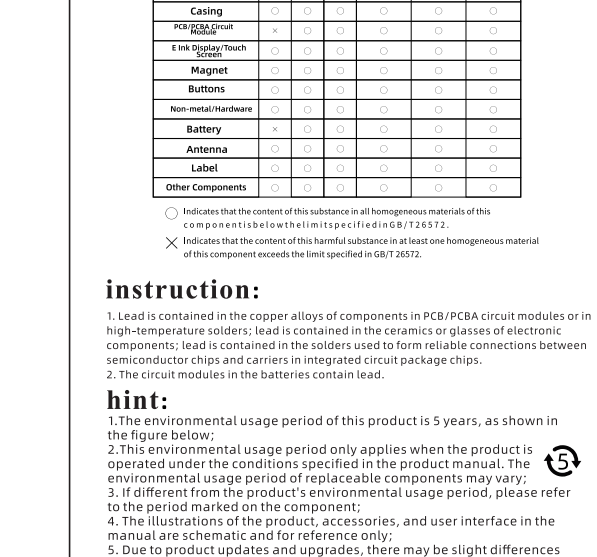 Casing ○ ○ ○ ○ ○ ○
PCB/PCBA Circuit
Module × ○ ○ ○ ○ ○
E Ink Display/Touch
Screen ○ ○ ○ ○ ○ ○
Magnet ○ ○ ○ ○ ○ ○
Buttons ○ ○ ○ ○ ○ ○
Non-metal/Hardware ○ ○ ○ ○ ○ ○
Battery × ○ ○ ○ ○ ○
Antenna ○ ○ ○ ○ ○ ○
Label ○ ○ ○ ○ ○ ○
Other Components ○ ○ ○ ○ ○ ○
○ Indicates that the content of this substance in all homogeneous materials of this
componentisbelowthelimitspecifiedinGB/T26572.
× Indicates that the content of this harmful substance in at least one homogeneous material
of this component exceeds the limit specified in GB/T 26572.
instruction:
1. Lead is contained in the copper alloys of components in PCB/PCBA circuit modules or in
high-temperature solders; lead is contained in the ceramics or glasses of electronic
components; lead is contained in the solders used to form reliable connections between
semiconductor chips and carriers in integrated circuit package chips.
2. The circuit modules in the batteries contain lead.
hint:
1.The environmental usage period of this product is 5 years, as shown in
the figure below;
2.This environmental usage period only applies when the product is
operated under the conditions specified in the product manual. The
environmental usage period of replaceable components may vary;
5
3. If different from the product's environmental usage period, please refer
to the period marked on the component;
4. The illustrations of the product, accessories, and user interface in the
manual are schematic and for reference only;
5. Due to product updates and upgrades, there may be slight differences